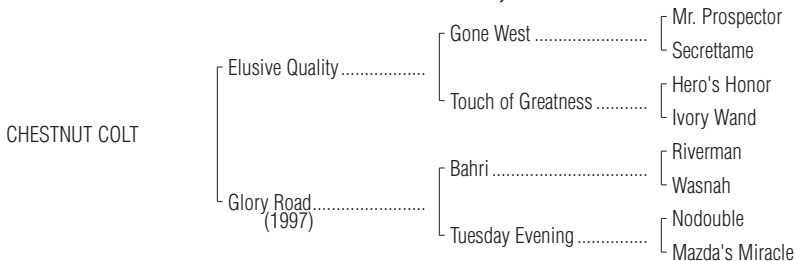 Mr. Prospector
Gone West ..................
Secrettame
Elusive Quality.................
Hero's Honor
Touch of Greatness ...........
Ivory Wand
CHESTNUT COLT
Riverman
Bahri .........................
Wasnah
Glory Road......................
(1997)
Nodouble
Tuesday Evening ...............
Mazda's Miracle